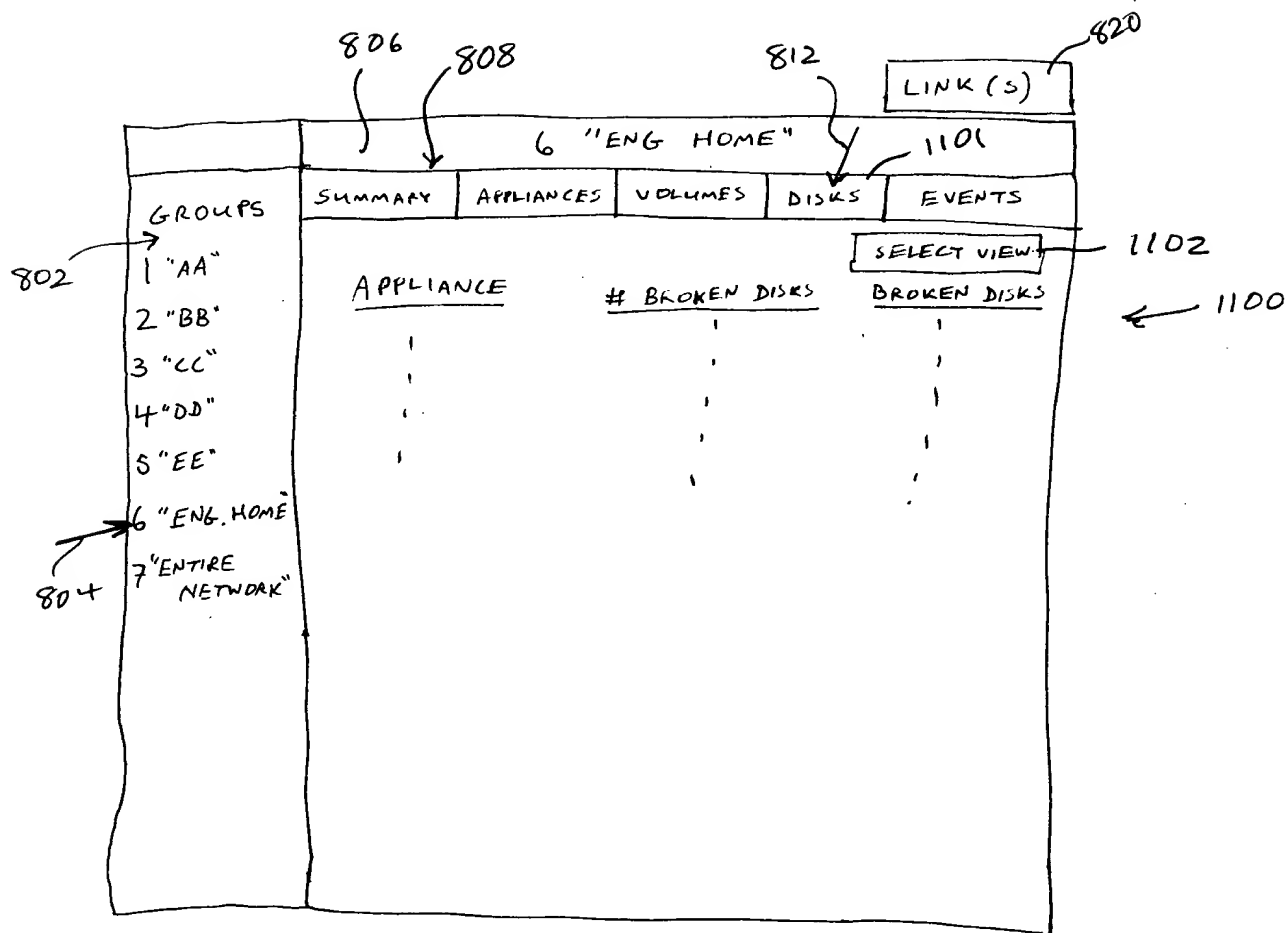 806
808
812
820
LINK (S)
6 "ENG HOME"
1101
SUMMARY APPLIANCES VOLUMES DISKS EVENTS
GROUPS
SELECT VIEW
1102
802
1 "AA"
APPLIANCE # BROKEN DISKS BROKEN DISKS
1100
2 "BB"
3 "CC"
4 "DD"
5 "EE"
6 "ENG. HOME"
804
7 "ENTIRE
NETWORK"